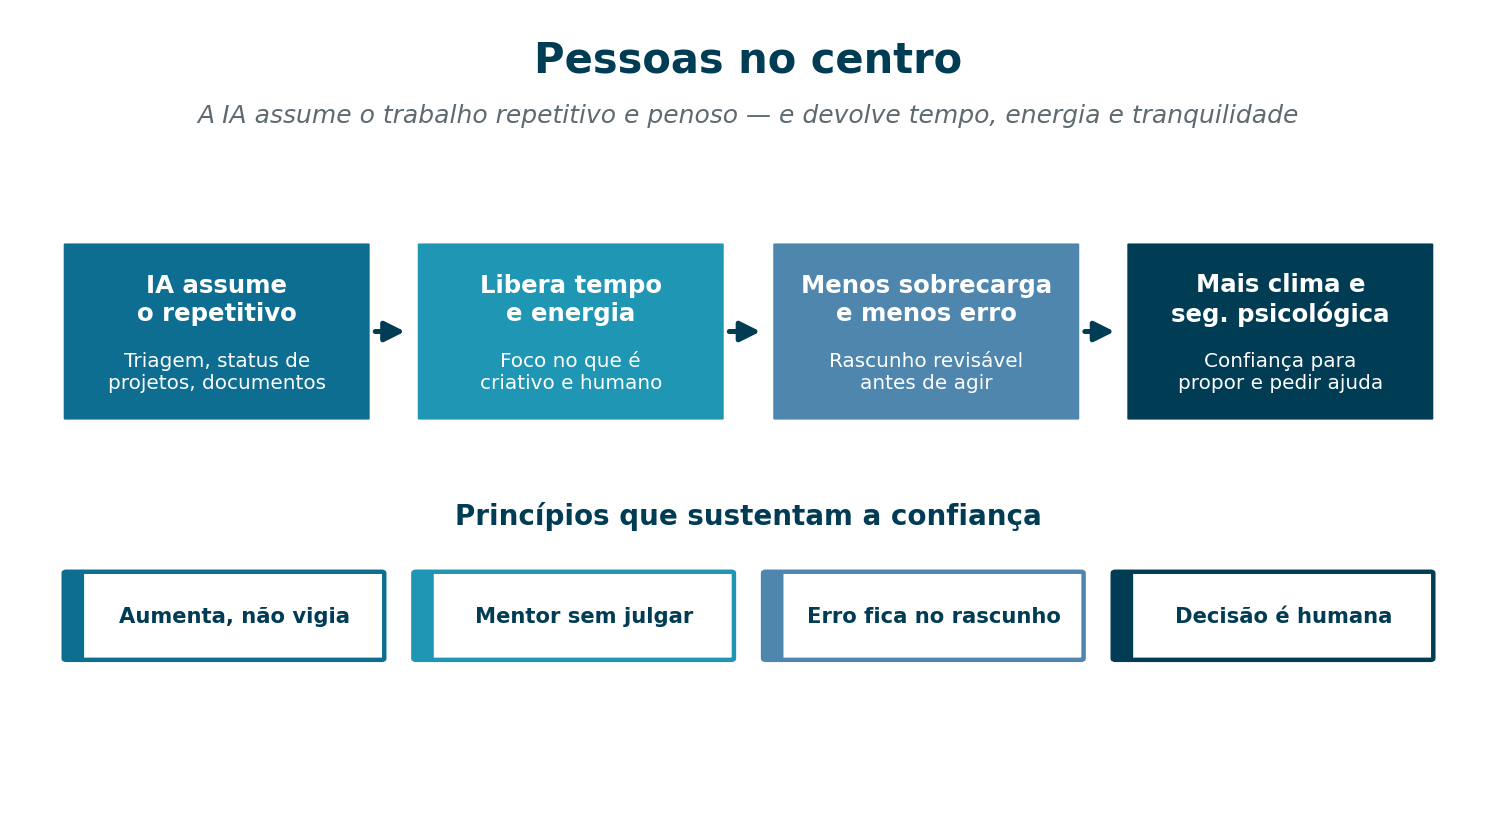 Pessoas no centro
A IA assume o trabalho repetitivo e penoso — e devolve tempo, energia e tranquilidade
IA assume
o repetitivo
Triagem, status de
projetos, documentos
Libera tempo
e energia
Foco no que é
criativo e humano
Menos sobrecarga
e menos erro
Rascunho revisável
antes de agir
Mais clima e
seg. psicológica
Confiança para
propor e pedir ajuda
Princípios que sustentam a confiança
Aumenta, não vigia
Mentor sem julgar
Erro fica no rascunho
Decisão é humana